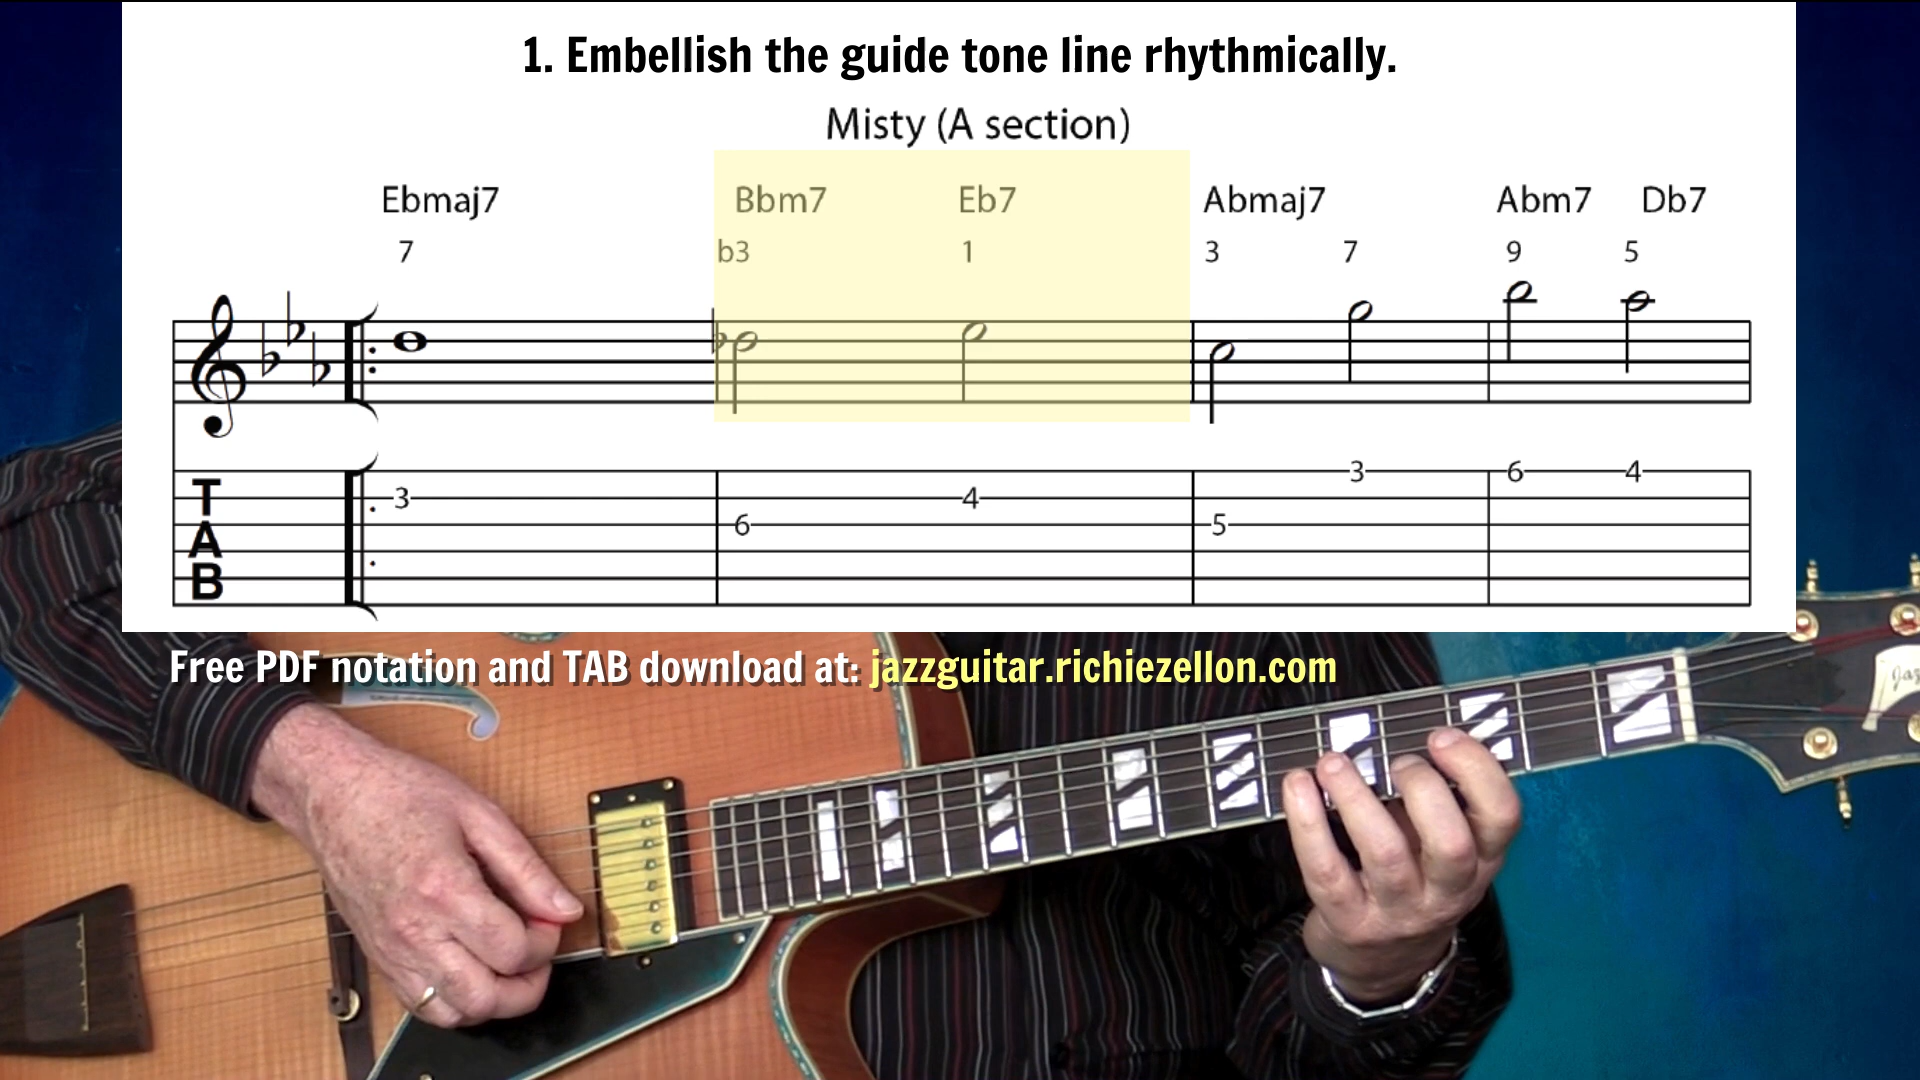 1. Embellish the guide tone line rhythmically.
Misty (A section)
Ebmaj7 Bbm7 Eb7 Abmaj7 Abm7 Db7
7 b3 1 3 7 9 5
T
A
B
3 6 4 5 3 6 4
Free PDF notation and TAB download at: jazzguitar.richiezellon.com